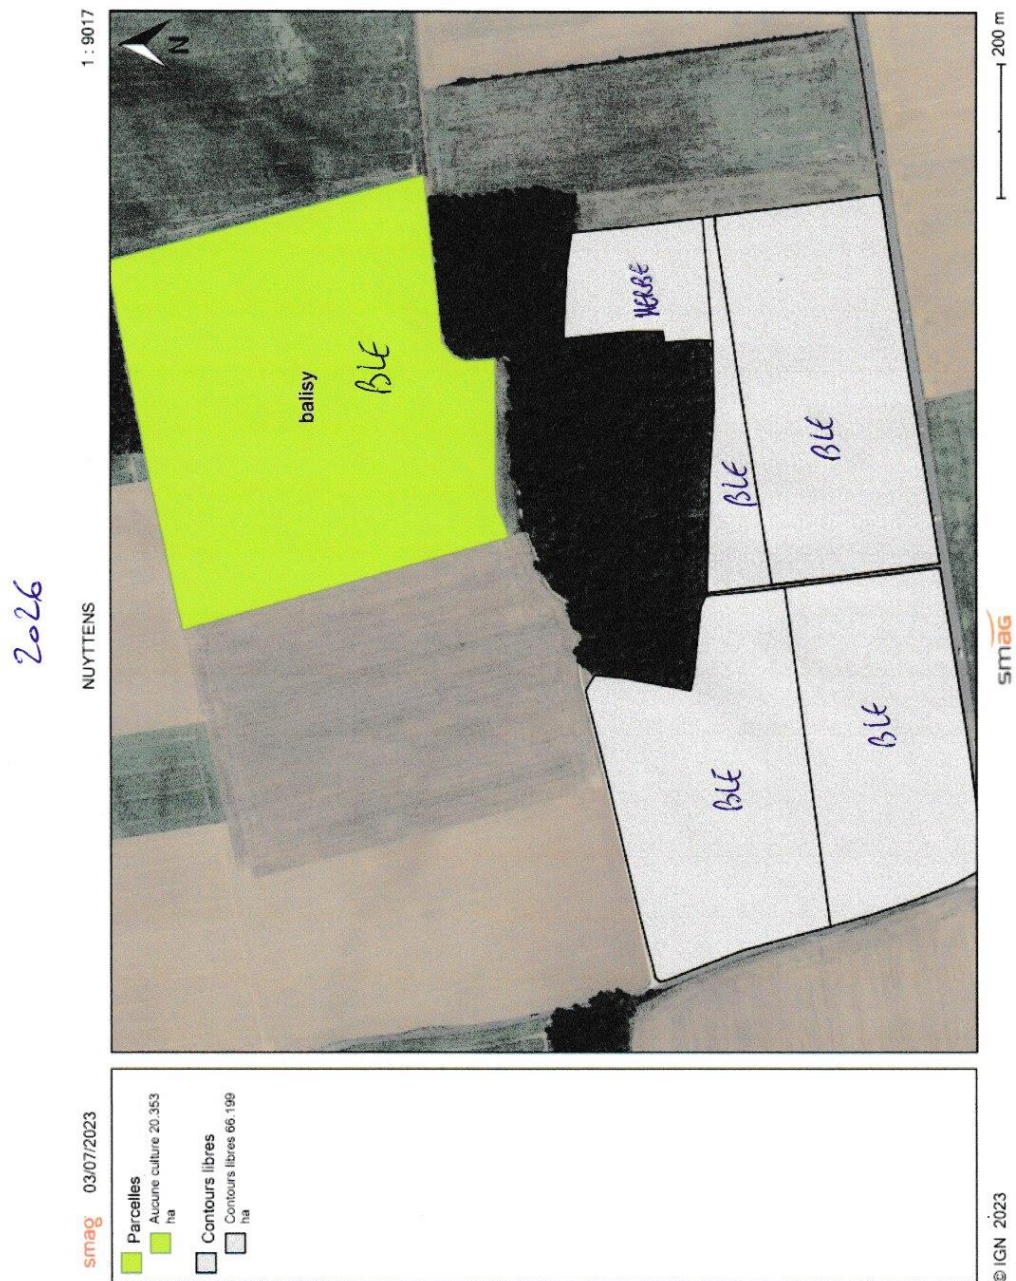 2026
smag 03/07/2023
NUYTTENS
1 : 9017
Parcelles
Aucune culture 20.353
ha
Contours libres
Contours libres 66.199
ha
N
balisy
BLE
HERBE
BLE
BLE
BLE
BLE
© IGN 2023
smag
200 m